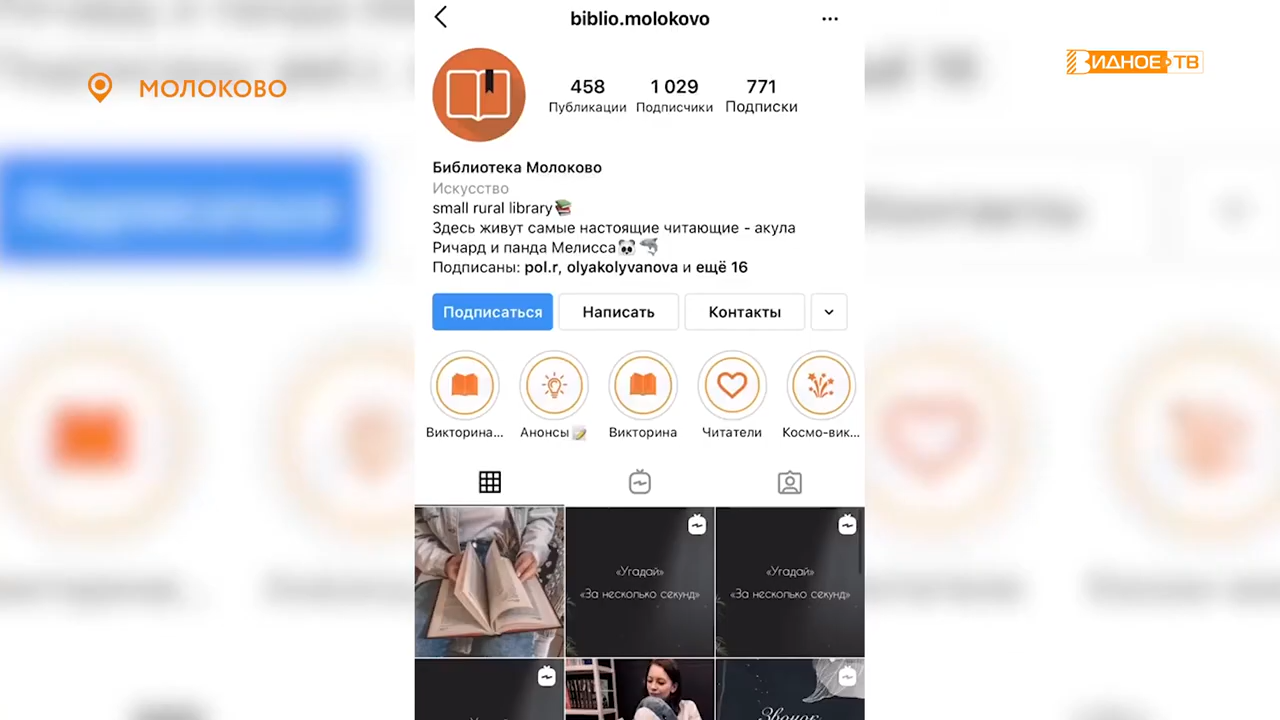 biblio.molokovo
МОЛОКОВО
ВИДНОЕ ТВ
458
1 029
771
Публикации
Подписчики
Подписки
Библиотека Молоково
Искусство
small rural library
Здесь живут самые настоящие читающие - акула
Ричард и панда Мелисса
Подписаны: pol.r, olyakolyvanova и ещё 16
Подписаться
Написать
Контакты
Викторина...
Анонсы
Викторина
Читатели
Космо-вик...
«Угадай»
«За несколько секунд»
«Угадай»
«За несколько секунд»
Звонок